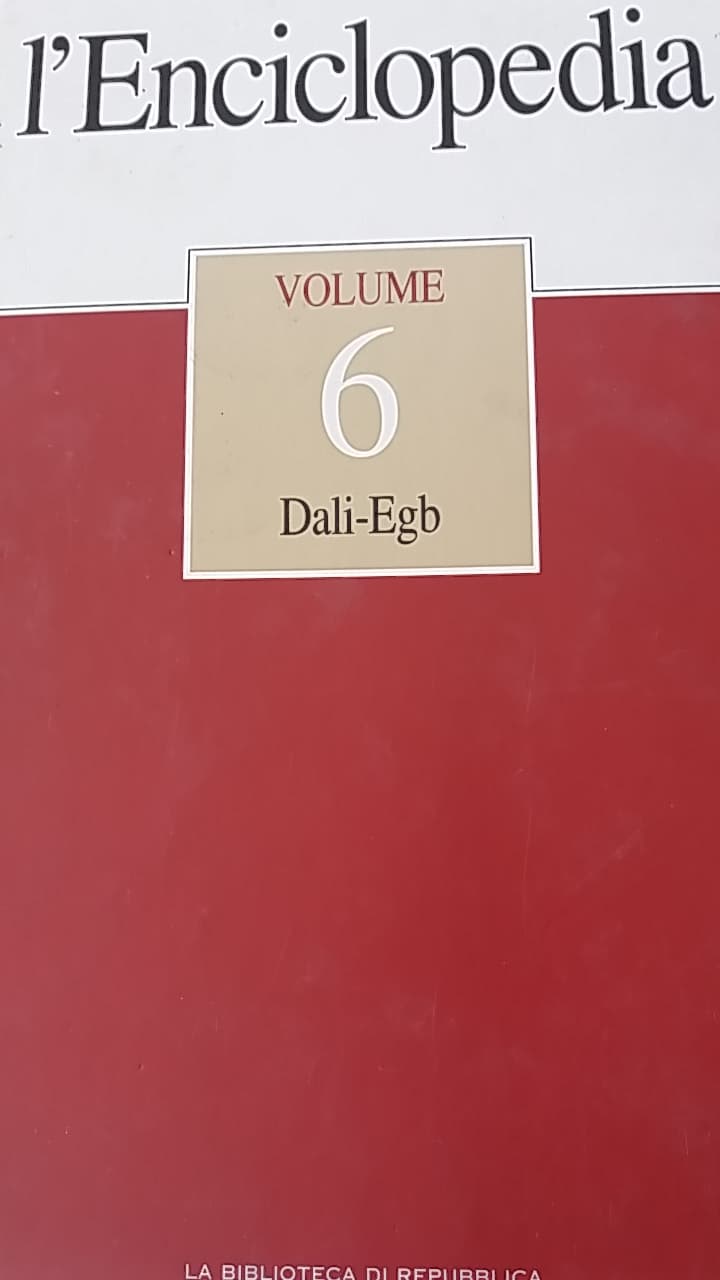 l'Enciclopedia
VOLUME
6
Dali-Egb
LA BIBLIOTECA DI REPUBBLICA